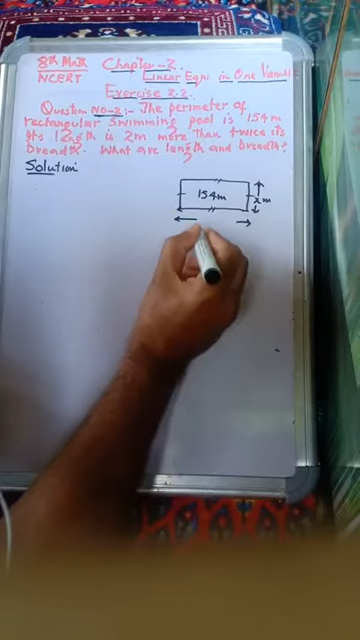 8th Math Chapter-2
NCERT Linear Equs in One Variabl
Exercise 2.2
Question No-2:- The perimeter of
rectangular swimming pool is 154m
Its length is 2m more than twice its
breadth. What are length and breadth?
Solution
154m
x m